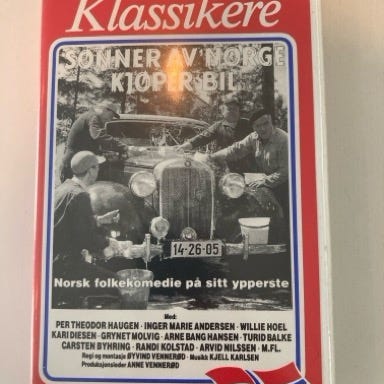 Klassikere
SØNNER AV NORGE
KJØPER BIL
14-26-05
Norsk folkekomedie på sitt ypperste
Med:
PER THEODOR HAUGEN · INGER MARIE ANDERSEN · WILLIE HOEL
KARI DIESEN · GRYNET MOLVIG · ARNE BANG HANSEN · TURID BALKE
CARSTEN BYHRING · RANDI KOLSTAD · ARVID NILSSEN · M.FL.
Regi og montasje ØYVIND VENNERØD · Musikk KJELL KARLSEN
Produksjonsleder ANNE VENNERØD